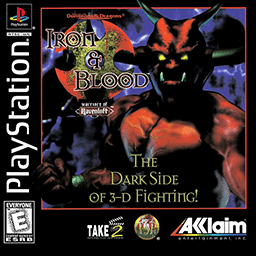 PlayStation
Dungeons & Dragons
IRON &
BLOOD
WARRIORS OF
Ravenloft
THE
DARK SIDE
OF 3-D FIGHTING!
E
EVERYONE
ESRB
TAKE 2
AKklaim
entertainment, inc.